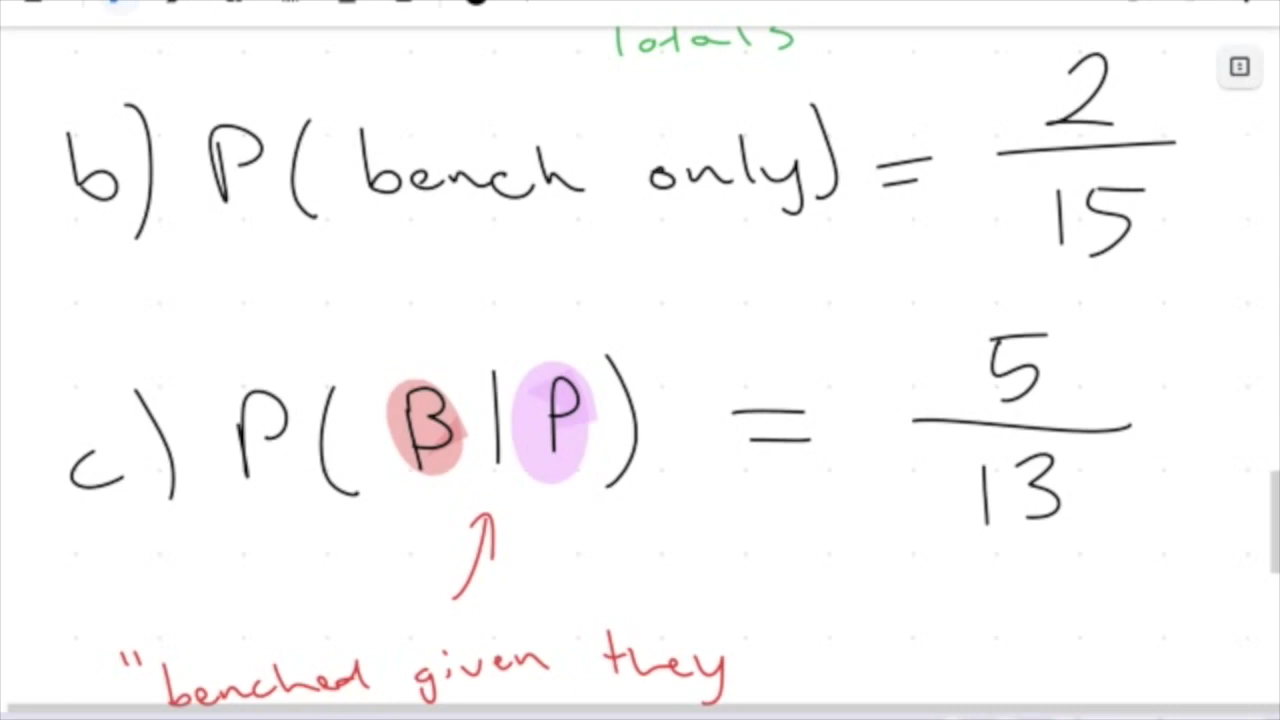 Totals
b) P( bench only) = 2/15
c) P( B | P ) = 5/13
"benched given they